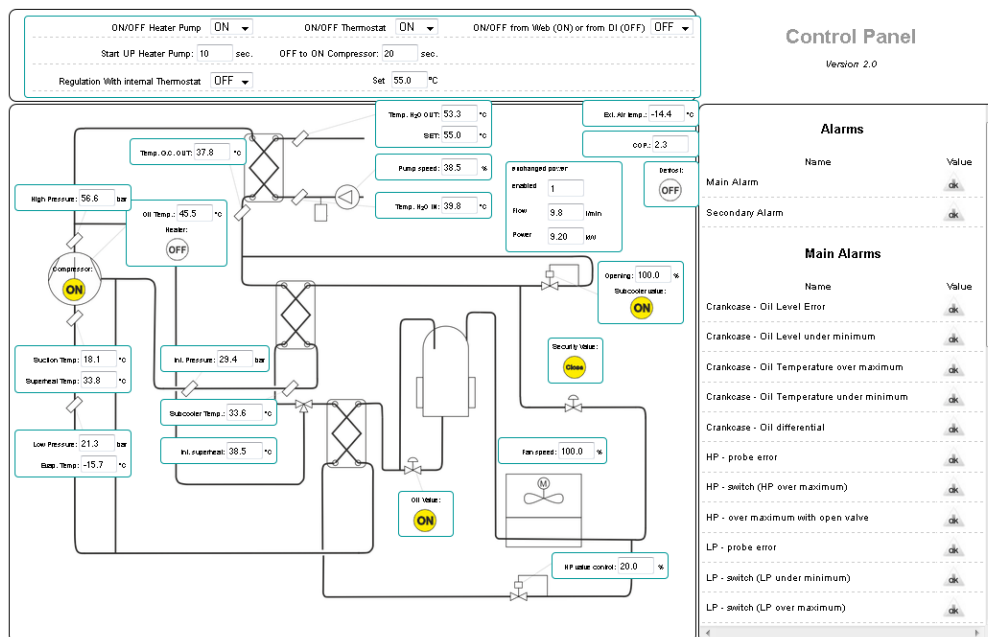 ON/OFF Heater Pump ON ON/OFF Thermostat ON ON/OFF from Web (ON) or from DI (OFF) OFF
Start UP Heater Pump: 10 sec. OFF to ON Compressor: 20 sec.
Regulation With internal Thermostat OFF Set 55.0 °C
Control Panel
Version 2.0
Temp. H2O OUT: 53.3 °C
SET: 55.0 °C
Ext. Air temp.: -14.4 °C
COP.: 2.3
Temp. G.C. OUT: 37.8 °C
Pump speed: 38.5 %
Temp. H2O IN: 39.8 °C
exchanged power
enabled 1
Flow 9.8 l/min
Power 9.20 kW
Defrost:
OFF
High Pressure: 56.6 bar
Oil Temp.: 45.5 °C
Heater:
OFF
Compressor:
ON
Opening: 100.0 %
Subcooler valve:
ON
Suction Temp: 18.1 °C
Superheat Temp: 33.8 °C
Int. Pressure: 29.4 bar
Security Valve:
Close
Subcooler Temp.: 33.6 °C
Low Pressure: 21.3 bar
Evap. Temp: -15.7 °C
Int. superheat: 38.5 °C
Fan speed: 100.0 %
M
Oil Valve:
ON
HP valve control: 20.0 %
Alarms
Name Value
Main Alarm ok
Secondary Alarm ok
Main Alarms
Name Value
Crankcase - Oil Level Error ok
Crankcase - Oil Level under minimum ok
Crankcase - Oil Temperature over maximum ok
Crankcase - Oil Temperature under minimum ok
Crankcase - Oil differential ok
HP - probe error ok
HP - switch (HP over maximum) ok
HP - over maximum with open valve ok
LP - probe error ok
LP - switch (LP under minimum) ok
LP - switch (LP over maximum) ok